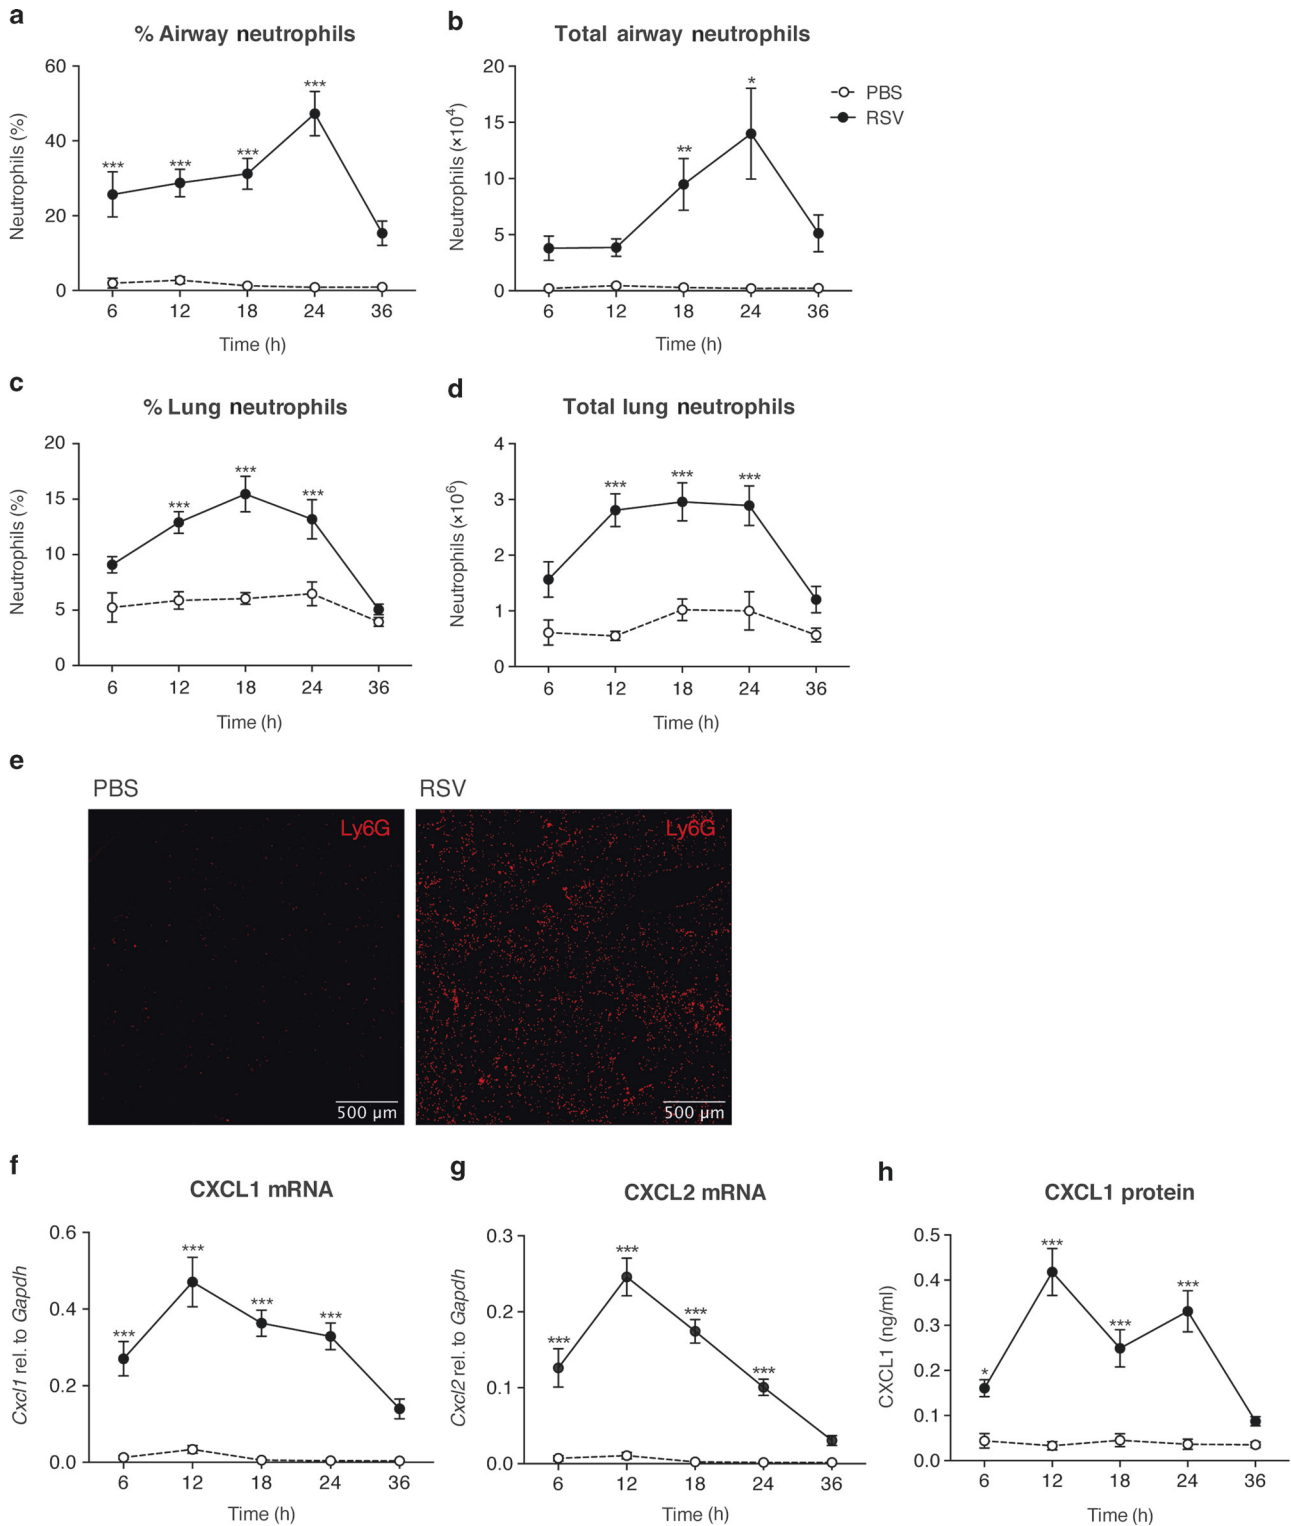 a
% Airway neutrophils
Neutrophils (%)
60
40
20
0
***
***
***
***
6 12 18 24 36
Time (h)
b
Total airway neutrophils
Neutrophils (×10⁴)
20
15
10
5
0
**
*
6 12 18 24 36
Time (h)
PBS
RSV
c
% Lung neutrophils
Neutrophils (%)
20
15
10
5
0
***
***
***
6 12 18 24 36
Time (h)
d
Total lung neutrophils
Neutrophils (×10⁶)
4
3
2
1
0
***
***
***
6 12 18 24 36
Time (h)
e
PBS
Ly6G
500 µm
RSV
Ly6G
500 µm
f
CXCL1 mRNA
Cxcl1 rel. to Gapdh
0.6
0.4
0.2
0.0
***
***
***
***
6 12 18 24 36
Time (h)
g
CXCL2 mRNA
Cxcl2 rel. to Gapdh
0.3
0.2
0.1
0.0
***
***
***
***
6 12 18 24 36
Time (h)
h
CXCL1 protein
CXCL1 (ng/ml)
0.5
0.4
0.3
0.2
0.1
0.0
*
***
***
***
6 12 18 24 36
Time (h)